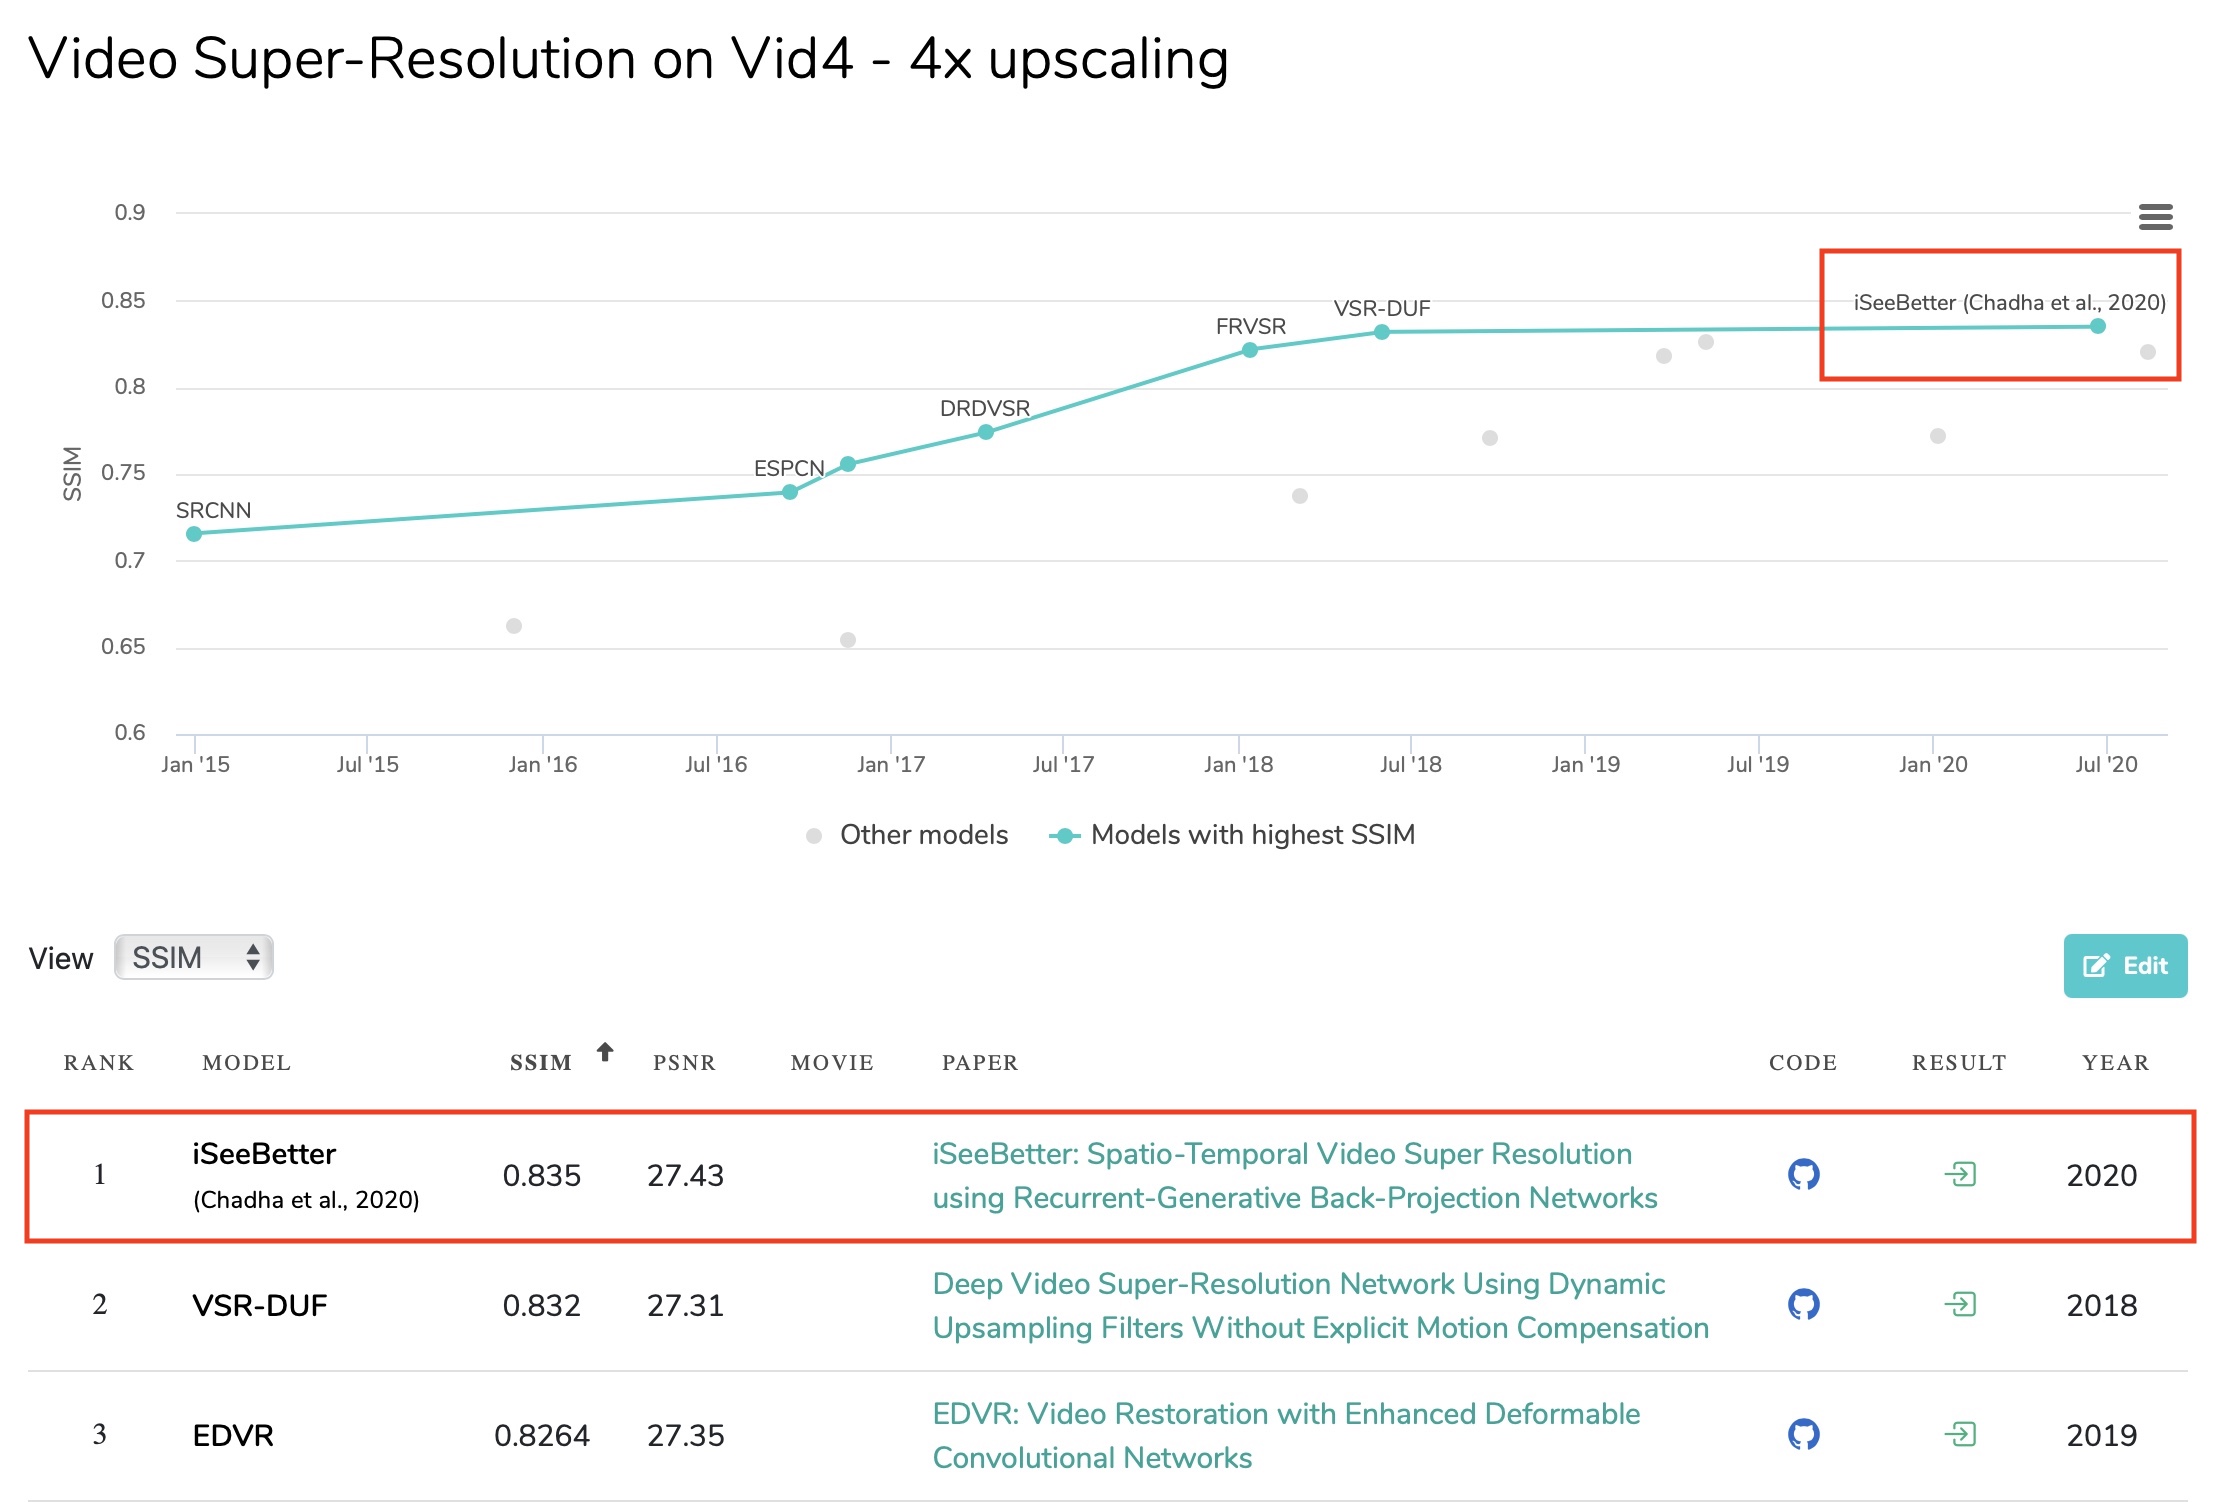 Video Super-Resolution on Vid4 - 4x upscaling
0.9
0.85
0.8
0.75
0.7
0.65
0.6
SSIM
SRCNN
ESPCN
DRDVSR
FRVSR
VSR-DUF
iSeeBetter (Chadha et al., 2020)
Jan '15 Jul '15 Jan '16 Jul '16 Jan '17 Jul '17 Jan '18 Jul '18 Jan '19 Jul '19 Jan '20 Jul '20
Other models Models with highest SSIM
View SSIM Edit
RANK MODEL SSIM PSNR MOVIE PAPER CODE RESULT YEAR
1 iSeeBetter (Chadha et al., 2020) 0.835 27.43 iSeeBetter: Spatio-Temporal Video Super Resolution
using Recurrent-Generative Back-Projection Networks 2020
2 VSR-DUF 0.832 27.31 Deep Video Super-Resolution Network Using Dynamic
Upsampling Filters Without Explicit Motion Compensation 2018
3 EDVR 0.8264 27.35 EDVR: Video Restoration with Enhanced Deformable
Convolutional Networks 2019